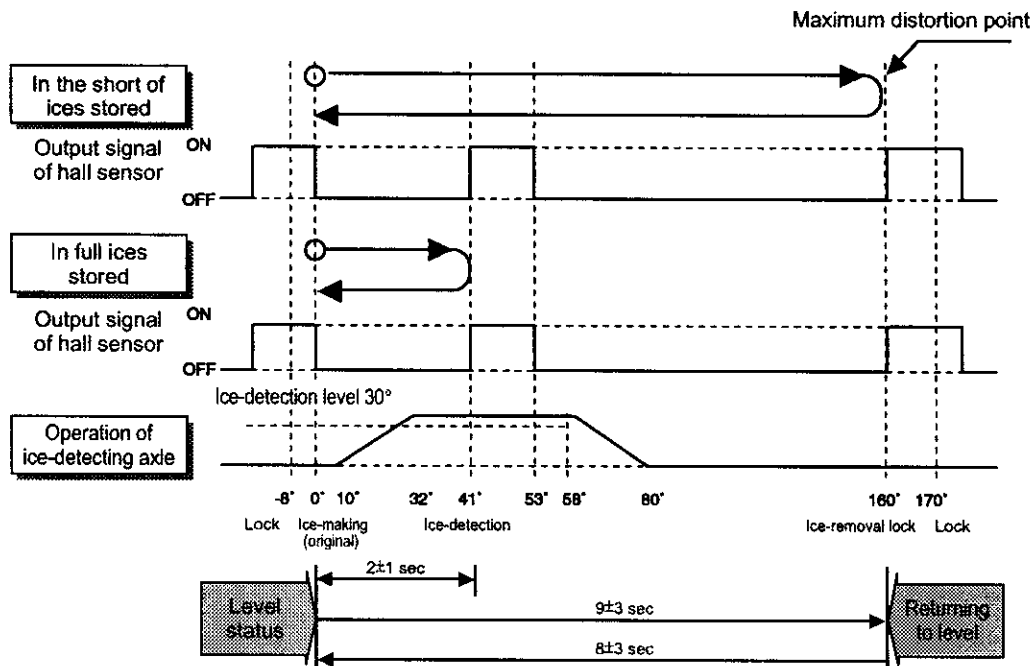 Maximum distortion point
In the short of
ices stored
Output signal
of hall sensor
ON
OFF
In full ices
stored
Output signal
of hall sensor
ON
OFF
Ice-detection level 30°
Operation of
ice-detecting axle
-8° 0° 10° 32° 41° 53° 58° 80° 160° 170°
Lock Ice-making Ice-detection Ice-removal lock Lock
(original)
2±1 sec
Level
status
9±3 sec
Returning
to level
8±3 sec